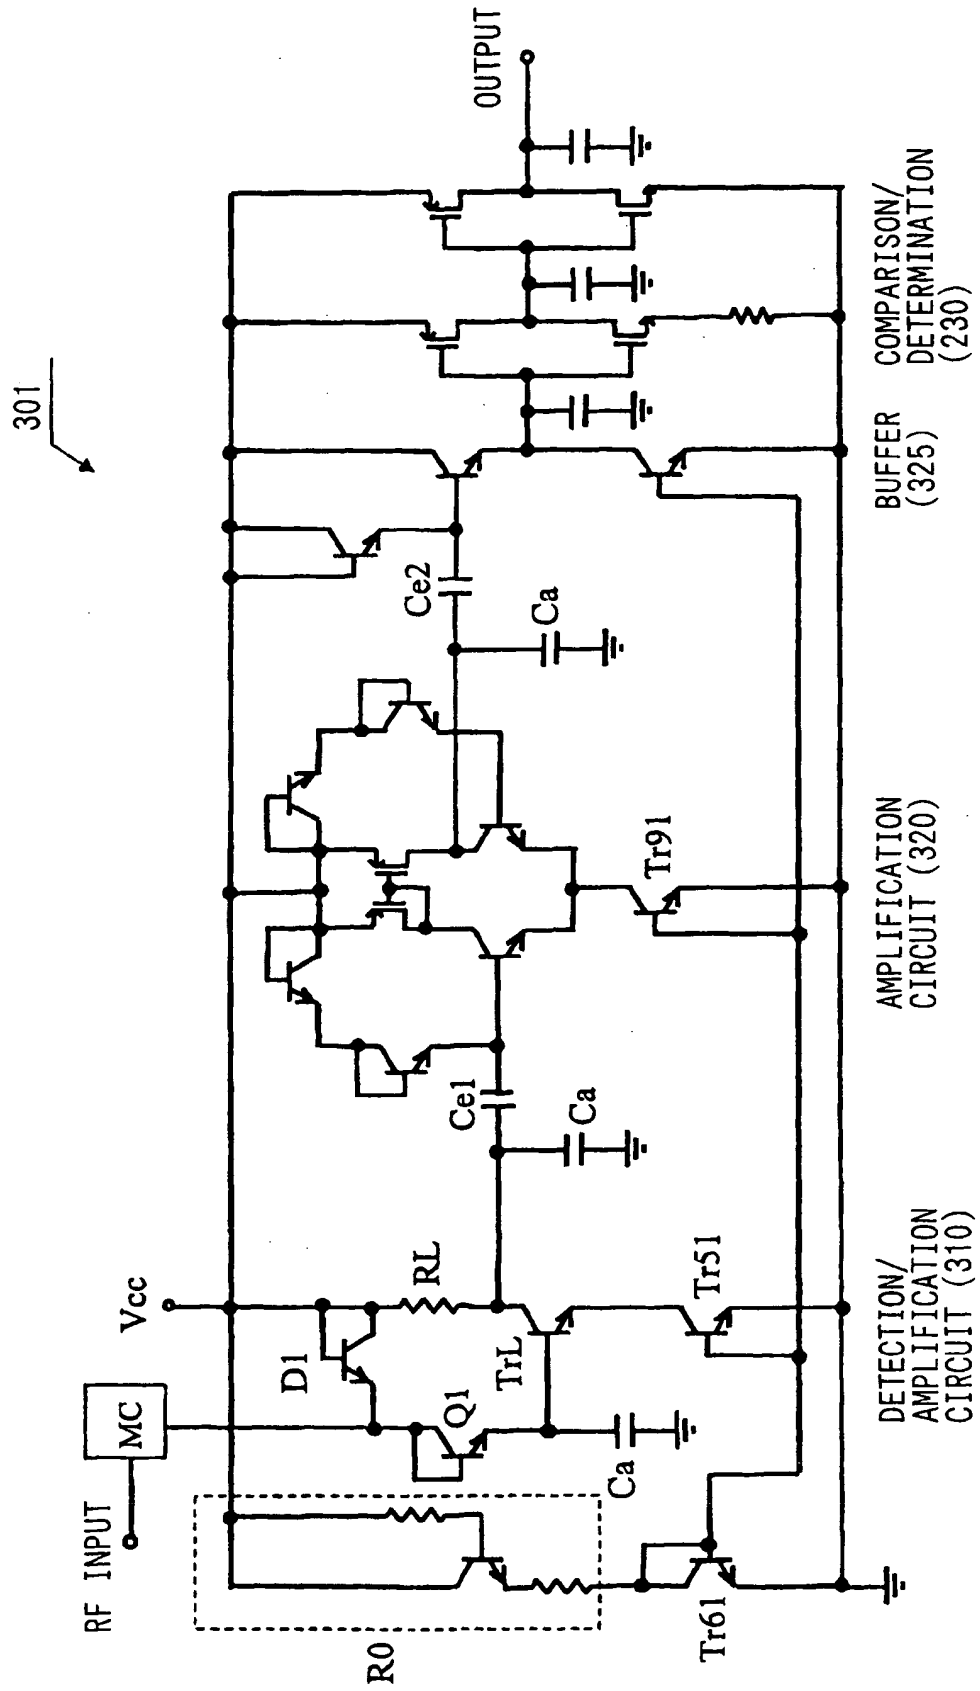 301
RF INPUT
MC
Vcc
D1
RL
Q1
TrL
Ca
R0
Tr61
Tr51
Ce1
Ca
Tr91
Ce2
Ca
OUTPUT
DETECTION/
AMPLIFICATION
CIRCUIT (310)
AMPLIFICATION
CIRCUIT (320)
BUFFER
(325)
COMPARISON/
DETERMINATION
(230)